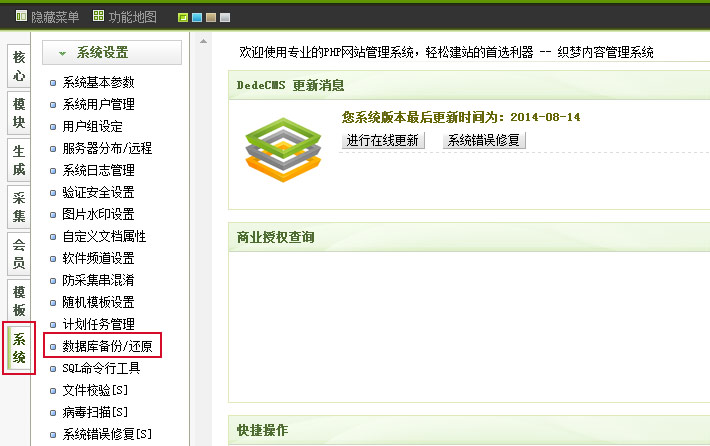 隐藏菜单 功能地图
核心
模块
生成
采集
会员
模板
系统
系统设置
系统基本参数
系统用户管理
用户组设定
服务器分布/远程
系统日志管理
验证安全设置
图片水印设置
自定义文档属性
软件频道设置
防采集串混淆
随机模板设置
计划任务管理
数据库备份/还原
SQL命令行工具
文件校验[S]
病毒扫描[S]
系统错误修复[S]
欢迎使用专业的PHP网站管理系统，轻松建站的首选利器 -- 织梦内容管理系统
DedeCMS 更新消息
您系统版本最后更新时间为：2014-08-14
进行在线更新 系统错误修复
商业授权查询
快捷操作